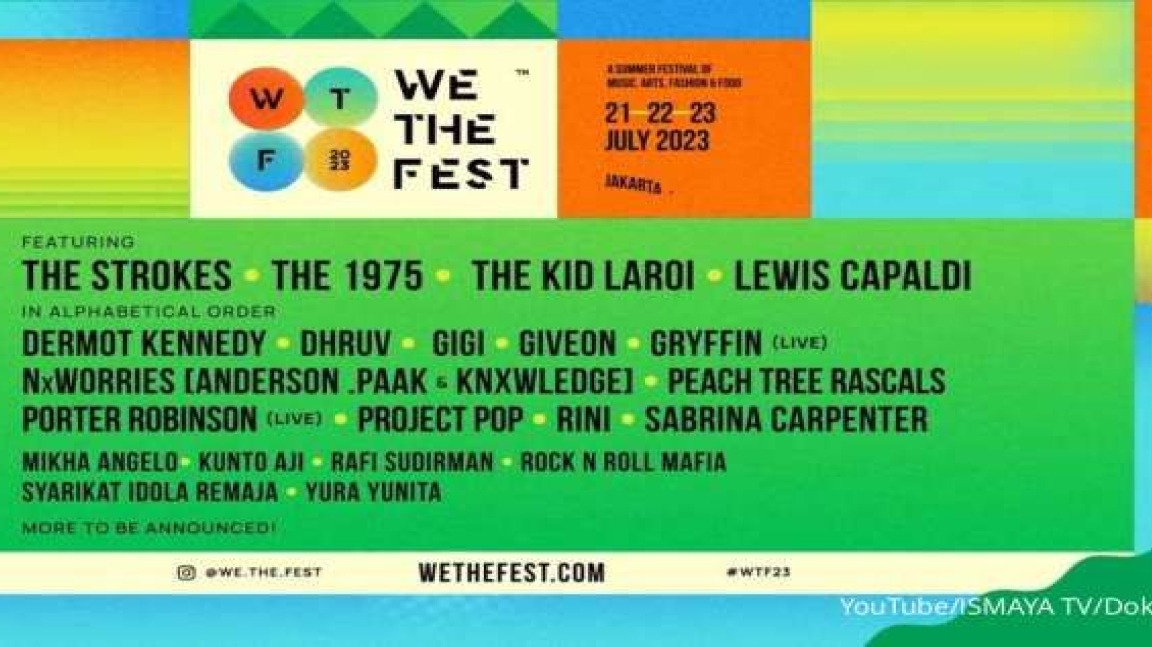 W T
F 20
23
WE
THE
FEST
TM
A SUMMER FESTIVAL OF
MUSIC, ARTS, FASHION & FOOD
21 22 23
JULY 2023
JAKARTA .
FEATURING
THE STROKES • THE 1975 • THE KID LAROI • LEWIS CAPALDI
IN ALPHABETICAL ORDER
DERMOT KENNEDY • DHRUV • GIGI • GIVEON • GRYFFIN (LIVE)
NxWORRIES [ANDERSON .PAAK & KNXWLEDGE] • PEACH TREE RASCALS
PORTER ROBINSON (LIVE) • PROJECT POP • RINI • SABRINA CARPENTER
MIKHA ANGELO • KUNTO AJI • RAFI SUDIRMAN • ROCK N ROLL MAFIA
SYARIKAT IDOLA REMAJA • YURA YUNITA
MORE TO BE ANNOUNCED!
@WE.THE.FEST
WETHEFEST.COM
#WTF23
YouTube/ISMAYA TV/Dok